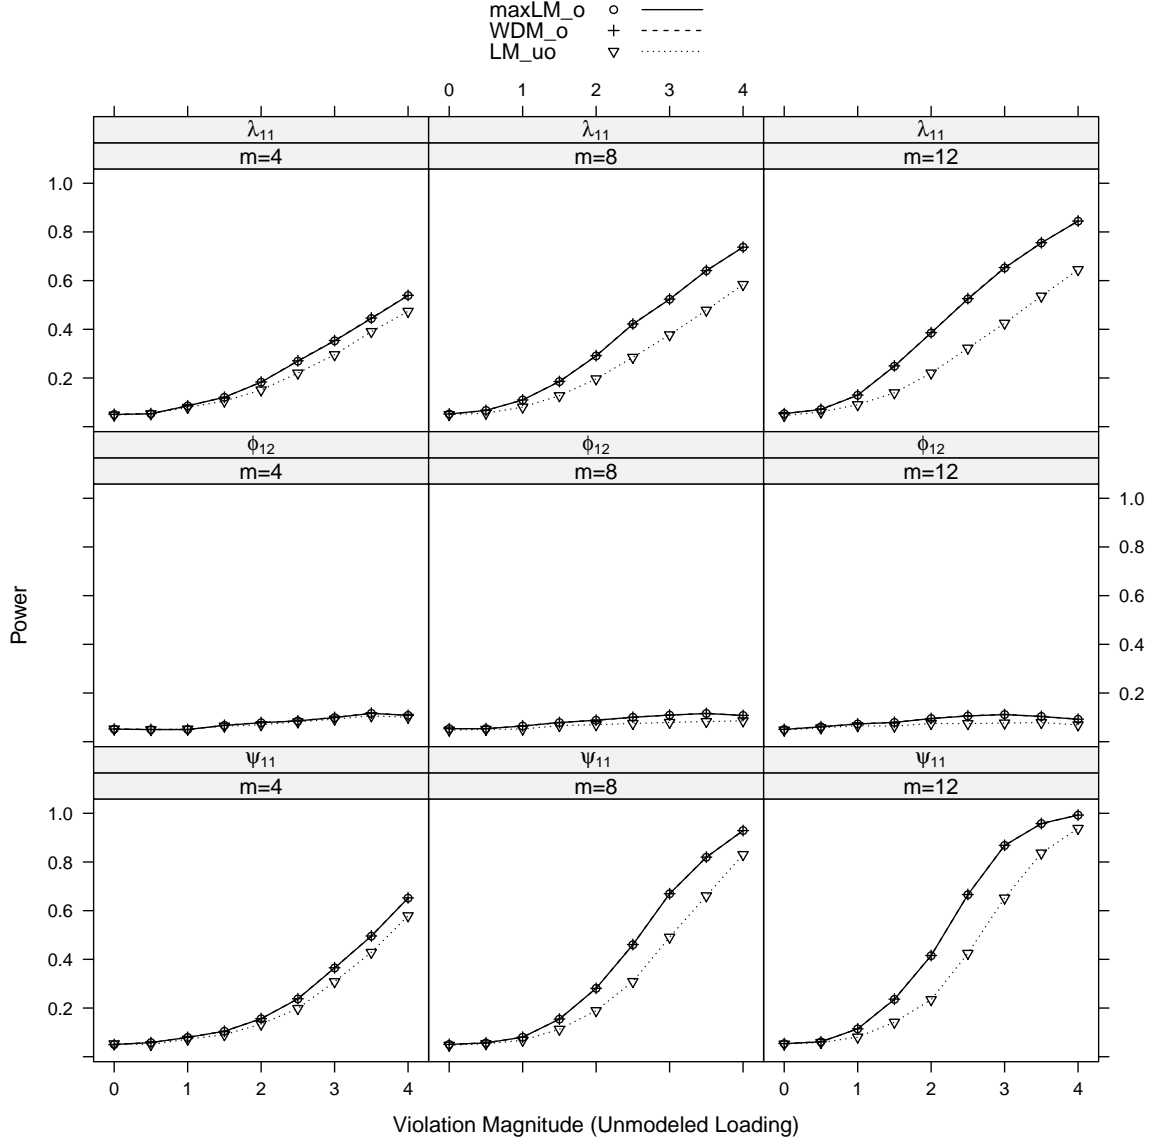 maxLM_o
WDM_o
LM_uo
0 1 2 3 4
λ11 λ11 λ11
m=4 m=8 m=12
1.0
0.8
0.6
0.4
0.2
ϕ12 ϕ12 ϕ12
m=4 m=8 m=12
1.0
0.8
0.6
0.4
0.2
Power
ψ11 ψ11 ψ11
m=4 m=8 m=12
1.0
0.8
0.6
0.4
0.2
0 1 2 3 4 0 1 2 3 4
Violation Magnitude (Unmodeled Loading)